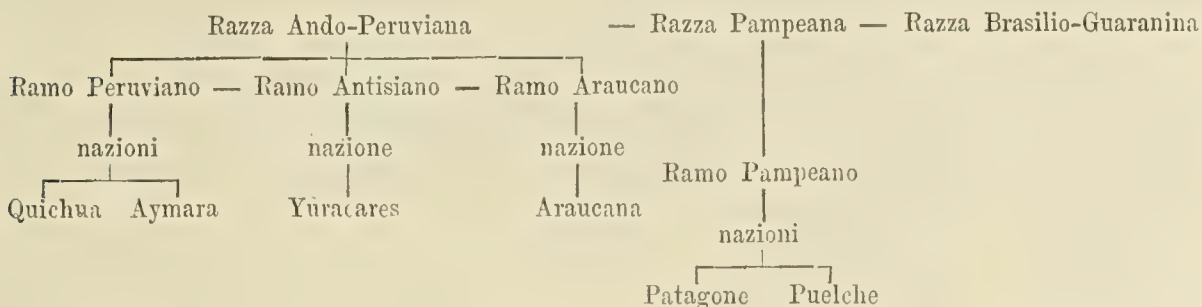 Razza Ando-Peruviana — Razza Pampeana — Razza Brasilio-Guaranina
Ramo Peruviano — Ramo Antisiano — Ramo Araucano
nazioni nazione nazione
Ramo Pampeano
Quichua Aymara Yuracares Araucana
nazioni
Patagone Puelche